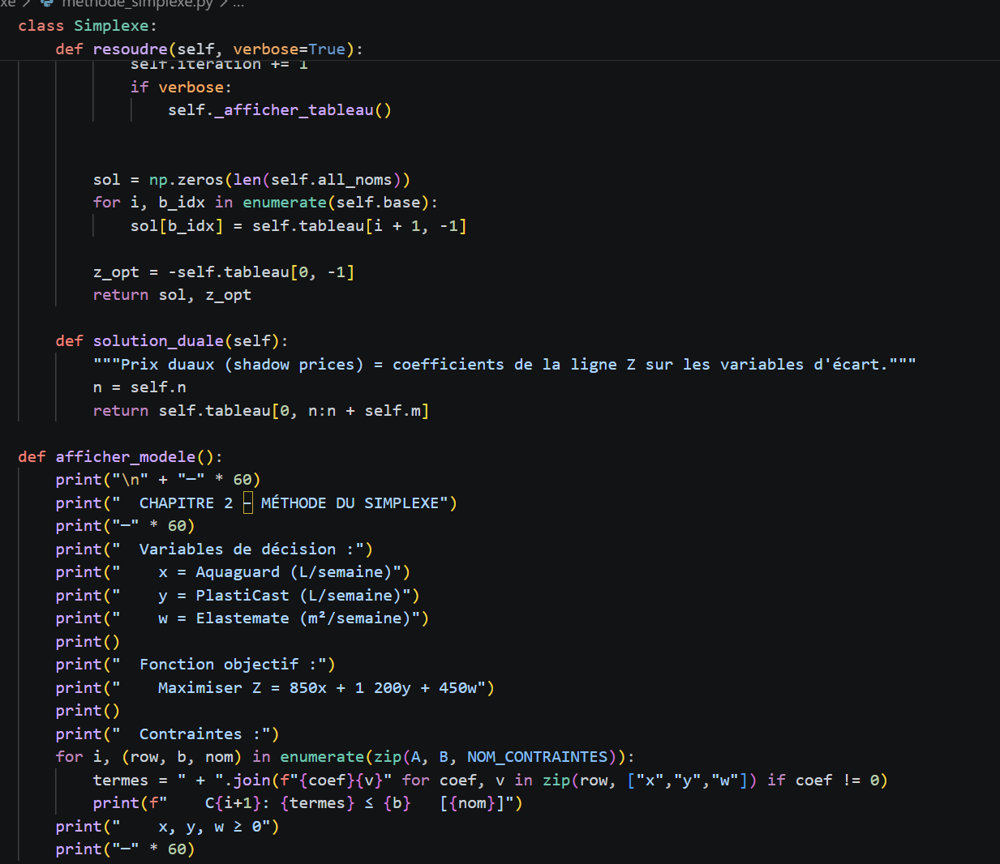 xe > methode_simplexe.py > ...
class Simplexe:
    def resoudre(self, verbose=True):
            self.iteration += 1
            if verbose:
                self._afficher_tableau()
        sol = np.zeros(len(self.all_noms))
        for i, b_idx in enumerate(self.base):
            sol[b_idx] = self.tableau[i + 1, -1]
        z_opt = -self.tableau[0, -1]
        return sol, z_opt
    def solution_duale(self):
        """Prix duaux (shadow prices) = coefficients de la ligne Z sur les variables d'écart."""
        n = self.n
        return self.tableau[0, n:n + self.m]
def afficher_modele():
    print("\n" + "─" * 60)
    print("  CHAPITRE 2 – MÉTHODE DU SIMPLEXE")
    print("─" * 60)
    print("  Variables de décision :")
    print("    x = Aquaguard (L/semaine)")
    print("    y = PlastiCast (L/semaine)")
    print("    w = Elastemate (m²/semaine)")
    print()
    print("  Fonction objectif :")
    print("    Maximiser Z = 850x + 1 200y + 450w")
    print()
    print("  Contraintes :")
    for i, (row, b, nom) in enumerate(zip(A, B, NOM_CONTRAINTES)):
        termes = " + ".join(f"{coef}{v}" for coef, v in zip(row, ["x","y","w"]) if coef != 0)
        print(f"    C{i+1}: {termes} ≤ {b}   [{nom}]")
    print("    x, y, w ≥ 0")
    print("─" * 60)